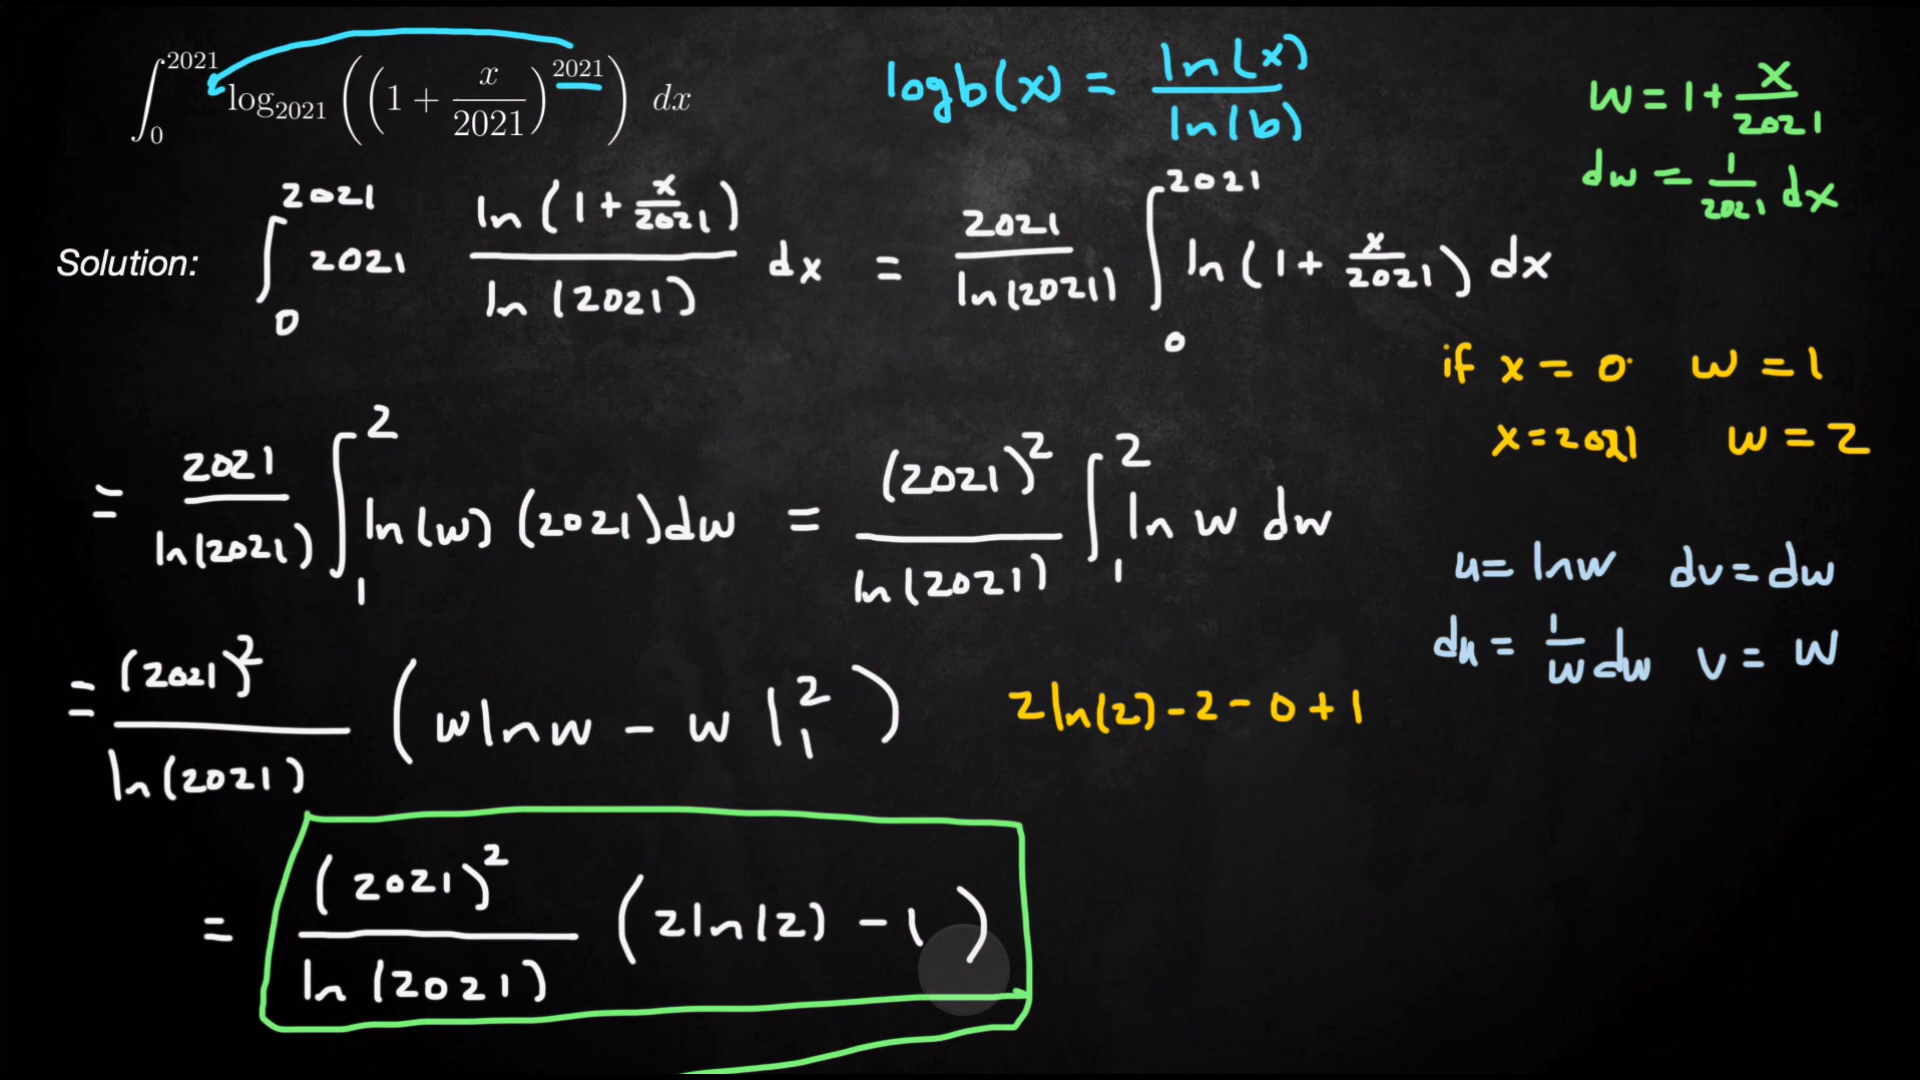 ∫_0^2021 log_2021 ((1 + x/2021)^2021) dx
logb(x) = ln(x)/ln(b)
w = 1 + x/2021
dw = 1/2021 dx
Solution: ∫_0^2021 2021 ln(1 + x/2021)/ln(2021) dx = 2021/ln(2021) ∫_0^2021 ln(1 + x/2021) dx
if x = 0 w = 1
x = 2021 w = 2
= 2021/ln(2021) ∫_1^2 ln(w) (2021)dw = (2021)^2/ln(2021) ∫_1^2 ln w dw
u = lnw dv = dw
du = 1/w dw v = w
= (2021)^2/ln(2021) (wlnw - w |_1^2)
2ln(2) - 2 - 0 + 1
= (2021)^2/ln(2021) (2ln(2) - 1)